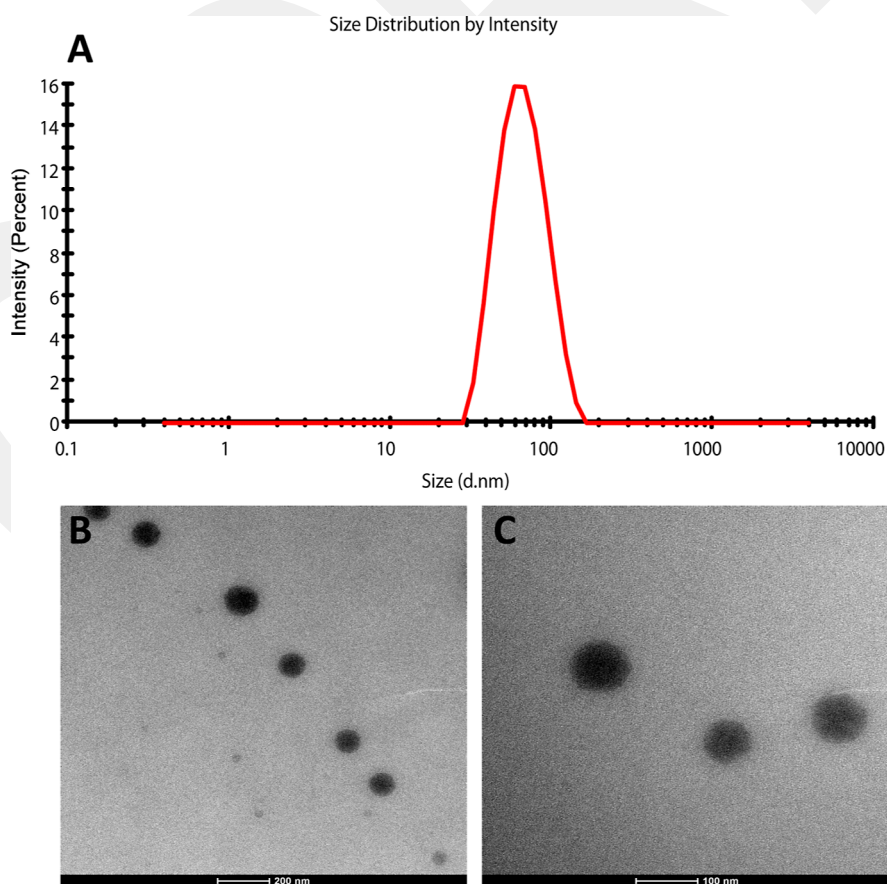 Size Distribution by Intensity
A
16
14
12
10
8
6
4
2
0
Intensity (Percent)
0.1 1 10 100 1000 10000
Size (d.nm)
B
C
200 nm
100 nm